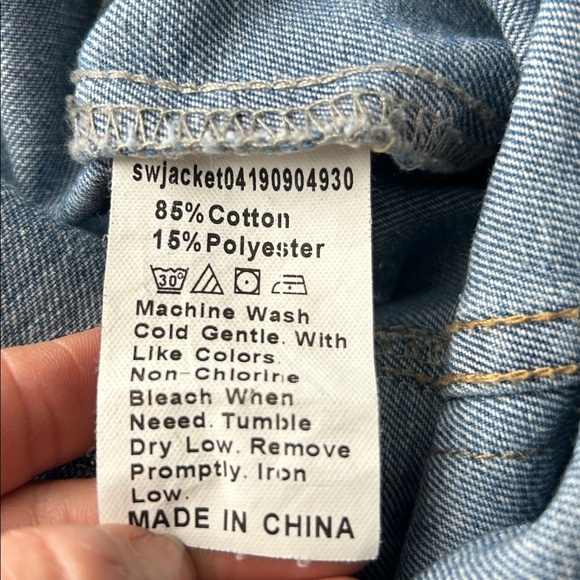 swjacket04190904930
85%Cotton
15%Polyester
30°
Machine Wash
Cold Gentle. With
Like Colors.
Non-Chlorine
Bleach When
Neeed. Tumble
Dry Low. Remove
Promptly. Iron
Low.
MADE IN CHINA